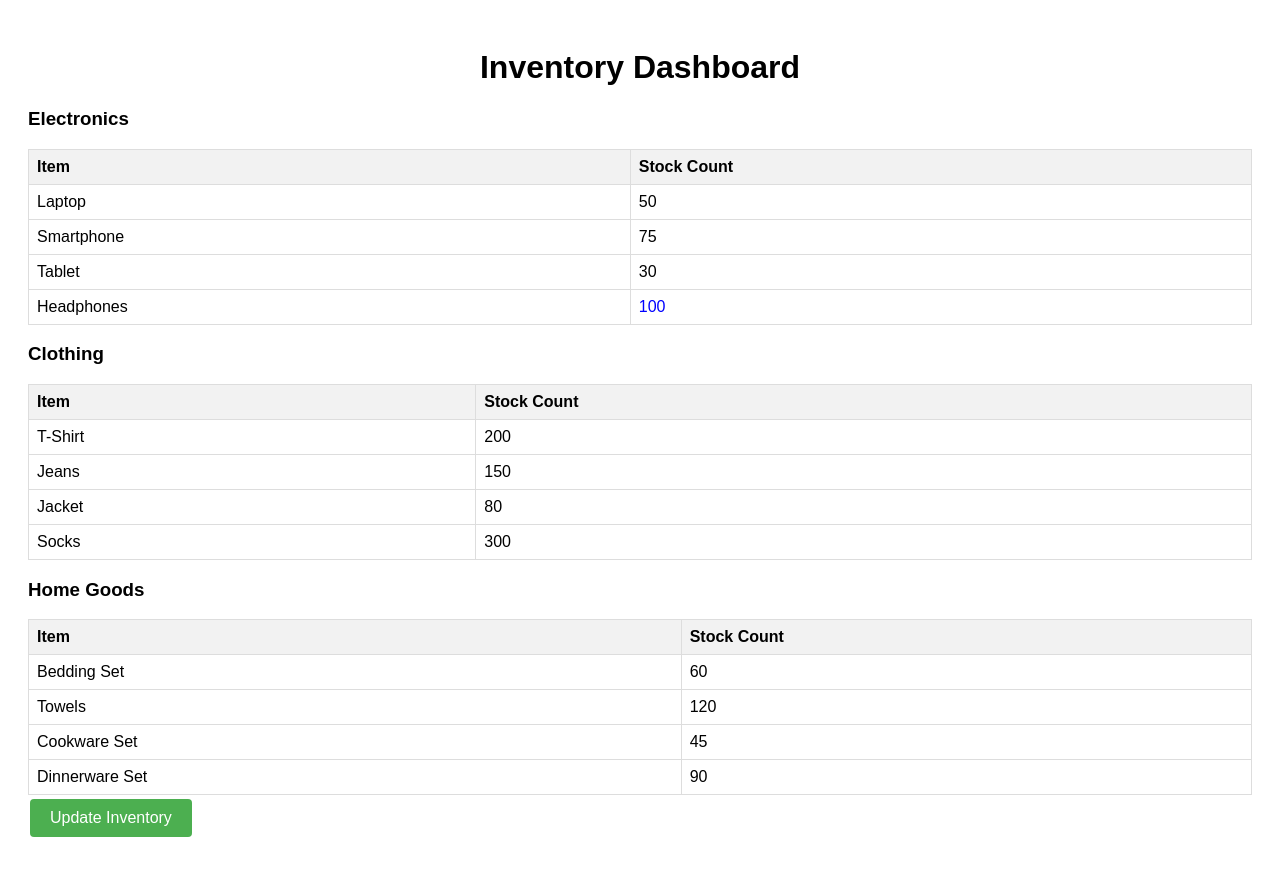 Inventory Dashboard
Electronics
Item Stock Count
Laptop 50
Smartphone 75
Tablet 30
Headphones 100
Clothing
Item Stock Count
T-Shirt 200
Jeans 150
Jacket 80
Socks 300
Home Goods
Item Stock Count
Bedding Set 60
Towels 120
Cookware Set 45
Dinnerware Set 90
Update Inventory